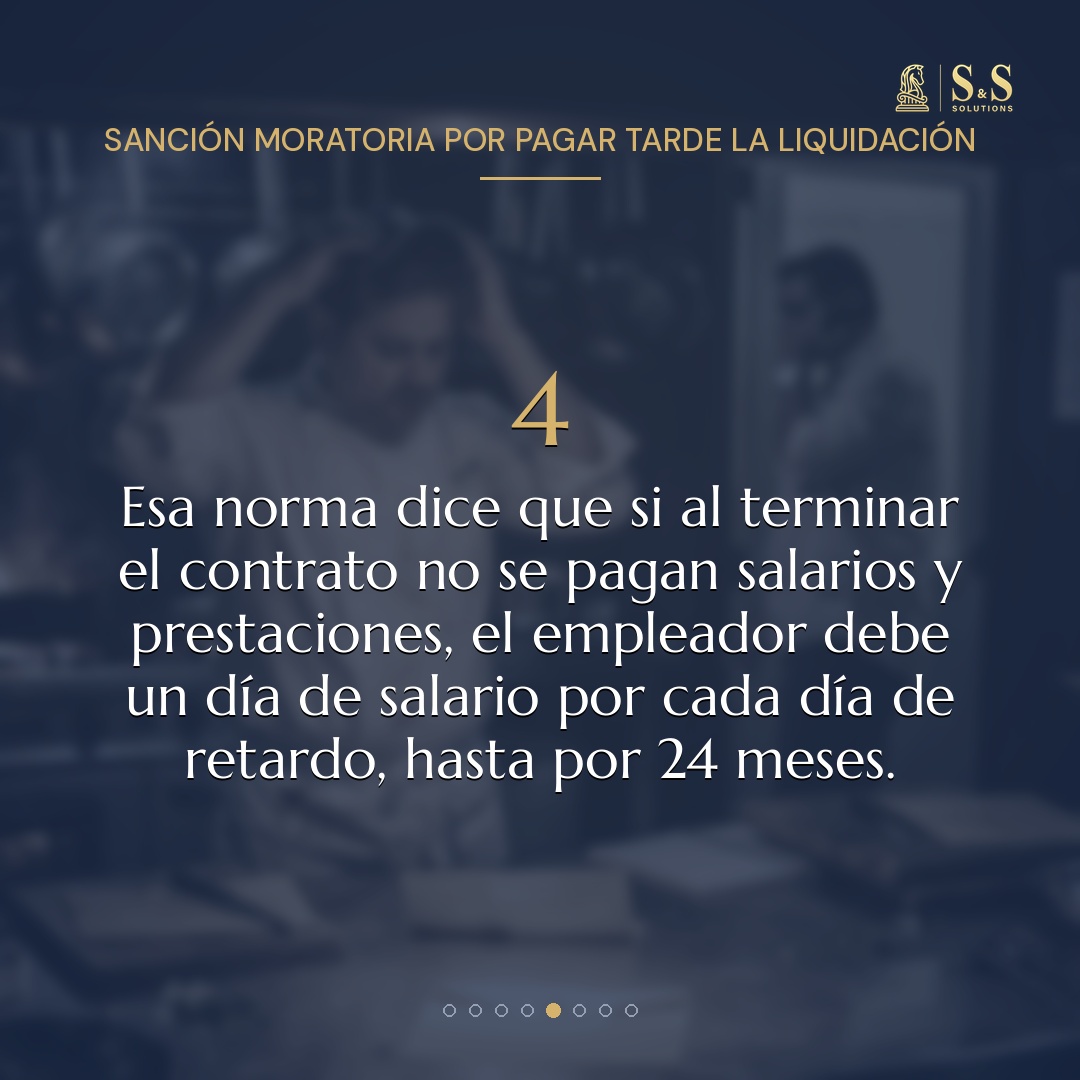 S&S
SOLUTIONS
SANCIÓN MORATORIA POR PAGAR TARDE LA LIQUIDACIÓN
4
Esa norma dice que si al terminar
el contrato no se pagan salarios y
prestaciones, el empleador debe
un día de salario por cada día de
retardo, hasta por 24 meses.